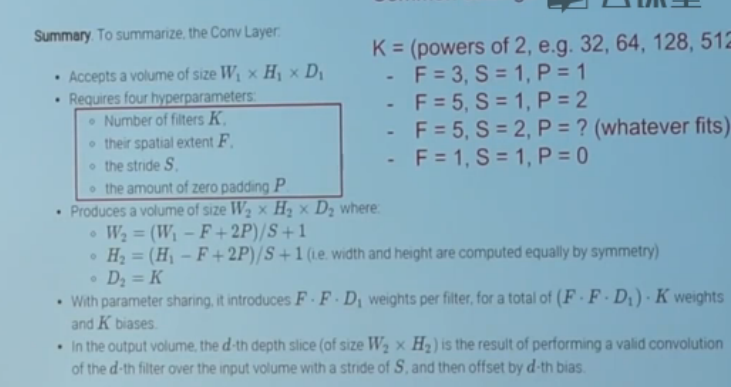 Summary. To summarize, the Conv Layer:
• Accepts a volume of size W₁ × H₁ × D₁
• Requires four hyperparameters:
◦ Number of filters K,
◦ their spatial extent F,
◦ the stride S,
◦ the amount of zero padding P.
• Produces a volume of size W₂ × H₂ × D₂ where:
◦ W₂ = (W₁ − F + 2P)/S + 1
◦ H₂ = (H₁ − F + 2P)/S + 1 (i.e. width and height are computed equally by symmetry)
◦ D₂ = K
• With parameter sharing, it introduces F · F · D₁ weights per filter, for a total of (F · F · D₁) · K weights
and K biases.
• In the output volume, the d-th depth slice (of size W₂ × H₂) is the result of performing a valid convolution
of the d-th filter over the input volume with a stride of S, and then offset by d-th bias.
K = (powers of 2, e.g. 32, 64, 128, 512
- F = 3, S = 1, P = 1
- F = 5, S = 1, P = 2
- F = 5, S = 2, P = ? (whatever fits)
- F = 1, S = 1, P = 0